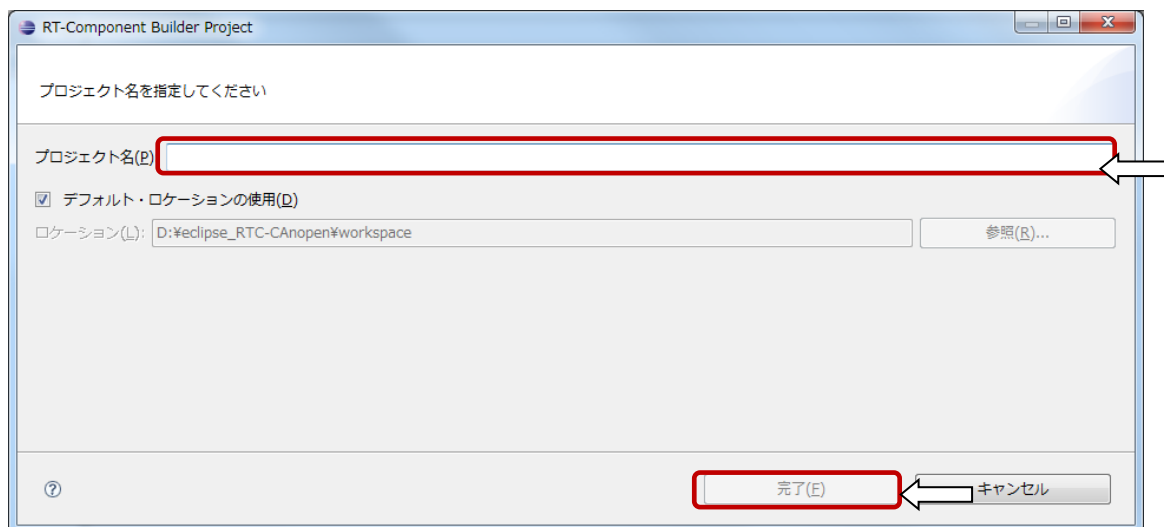 RT-Component Builder Project
プロジェクト名を指定してください
プロジェクト名(P)
デフォルト・ロケーションの使用(D)
ロケーション(L): D:¥eclipse_RTC-CAnopen¥workspace 参照(R)...
完了(F) キャンセル